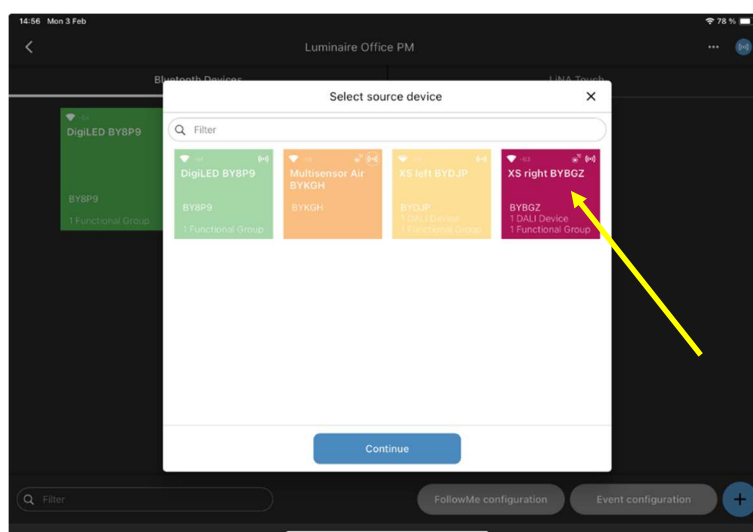 14:56 Mon 3 Feb
78 %
Luminaire Office PM
Bluetooth Devices
LiNA Touch
Select source device
Filter
DigiLED BY8P9
BY8P9
1 Functional Group
DigiLED BY8P9
BY8P9
1 Functional Group
Multisensor Air
BYKGH
BYKGH
XS left BYDJP
BYDJP
1 DALI Device
1 Functional Group
-63
XS right BYBGZ
BYBGZ
1 DALI Device
1 Functional Group
Continue
Filter
FollowMe configuration
Event configuration